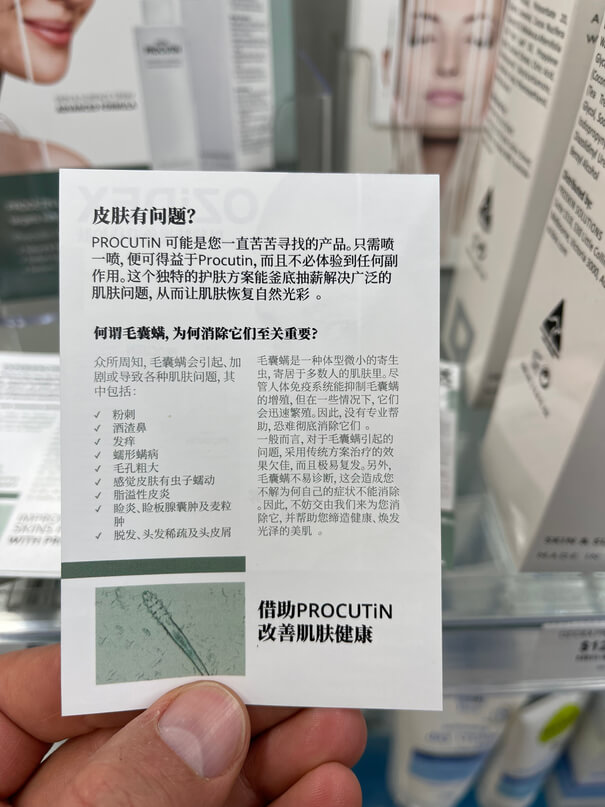 皮肤有问题?
PROCUTiN 可能是您一直苦苦寻找的产品。只需喷
一喷, 便可得益于Procutin, 而且不必体验到任何副
作用。这个独特的护肤方案能釜底抽薪解决广泛的
肌肤问题, 从而让肌肤恢复自然光彩 。
何谓毛囊螨, 为何消除它们至关重要?
众所周知, 毛囊螨会引起、加
剧或导致各种肌肤问题, 其
中包括:
✓ 粉刺
✓ 酒渣鼻
✓ 发痒
✓ 蠕形螨病
✓ 毛孔粗大
✓ 感觉皮肤有虫子蠕动
✓ 脂溢性皮炎
✓ 睑炎、睑板腺囊肿及麦粒
肿
✓ 脱发、头发稀疏及头皮屑
毛囊螨是一种体型微小的寄生
虫, 寄居于多数人的肌肤里。尽
管人体免疫系统能抑制毛囊螨
的增殖, 但在一些情况下, 它们
会迅速繁殖。因此, 没有专业帮
助, 恐难彻底消除它们 。
一般而言, 对于毛囊螨引起的
问题, 采用传统方案治疗的效
果欠佳, 而且极易复发。另外,
毛囊螨不易诊断, 这会造成您
不解为何自己的症状不能消除
。因此, 不妨交由我们来为您消
除它, 并帮助您缔造健康、焕发
光泽的美肌 。
借助PROCUTiN
改善肌肤健康
PROCUTiN
ADVANCED FORMULA
Distributed by:
SKIN &
MADE IN